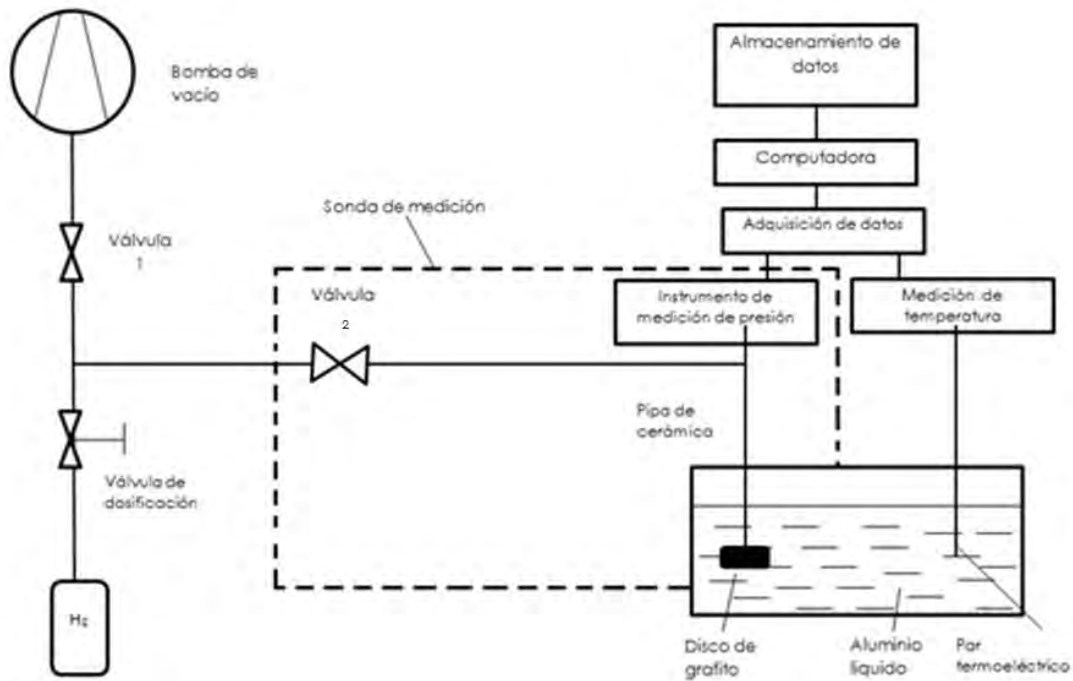 Almacenamiento de
datos
Bomba de
vacío
Computadora
Sonda de medición
Adquisición de datos
Válvula
1
Válvula
2
Instrumento de
medición de presión
Medición de
temperatura
Pipa de
cerámica
Válvula de
dosificación
H₂
Disco de
grafito
Aluminio
líquido
Par
termoeléctrico